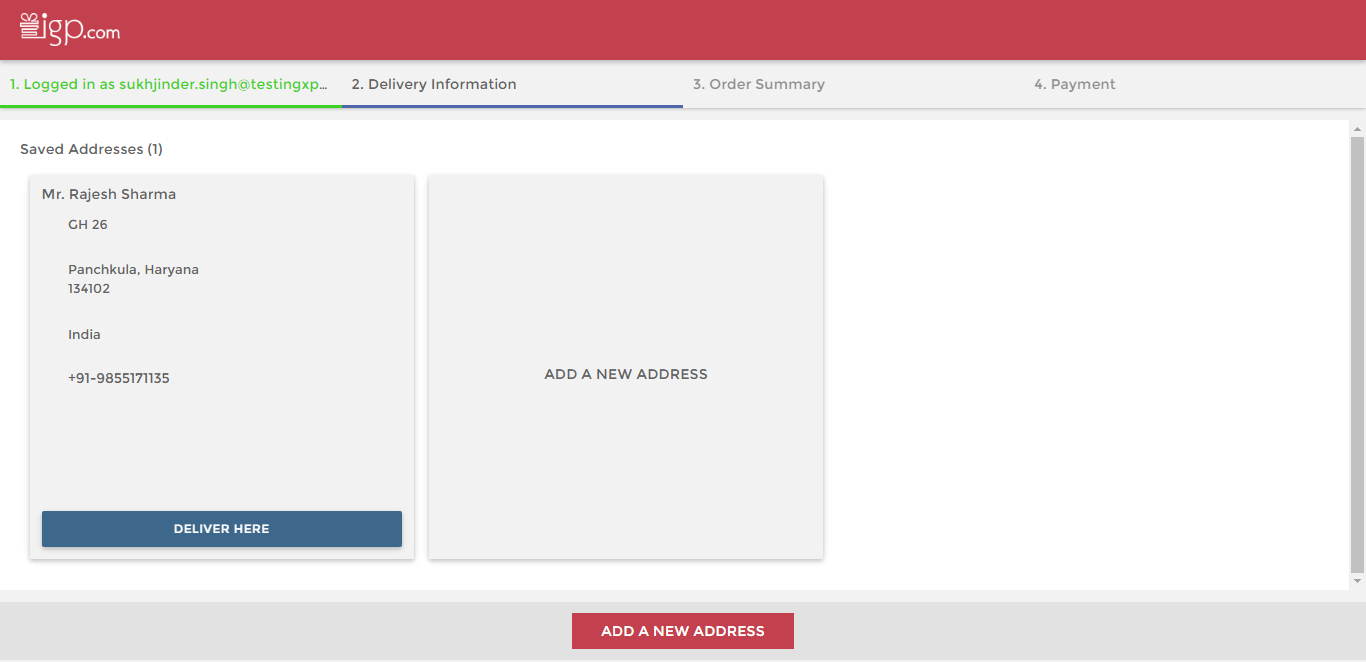 igp.com
1. Logged in as sukhjinder.singh@testingxp...
2. Delivery Information
3. Order Summary
4. Payment
Saved Addresses (1)
Mr. Rajesh Sharma
GH 26
Panchkula, Haryana
134102
India
+91-9855171135
DELIVER HERE
ADD A NEW ADDRESS
ADD A NEW ADDRESS